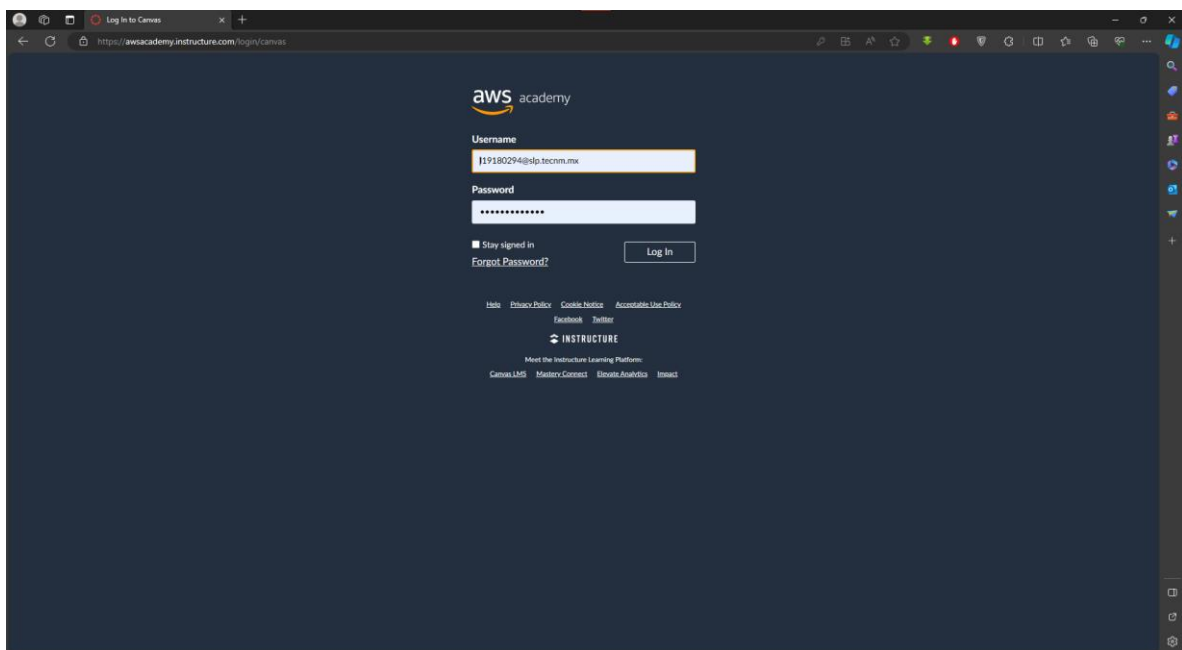 Log In to Canvas
https://awsacademy.instructure.com/login/canvas
aws academy
Username
l19180294@slp.tecnm.mx
Password
•••••••••••••
Stay signed in
Log In
Forgot Password?
Help Privacy Policy Cookie Notice Acceptable Use Policy
Facebook Twitter
INSTRUCTURE
Meet the Instructure Learning Platform:
Canvas LMS Mastery Connect Elevate Analytics Impact